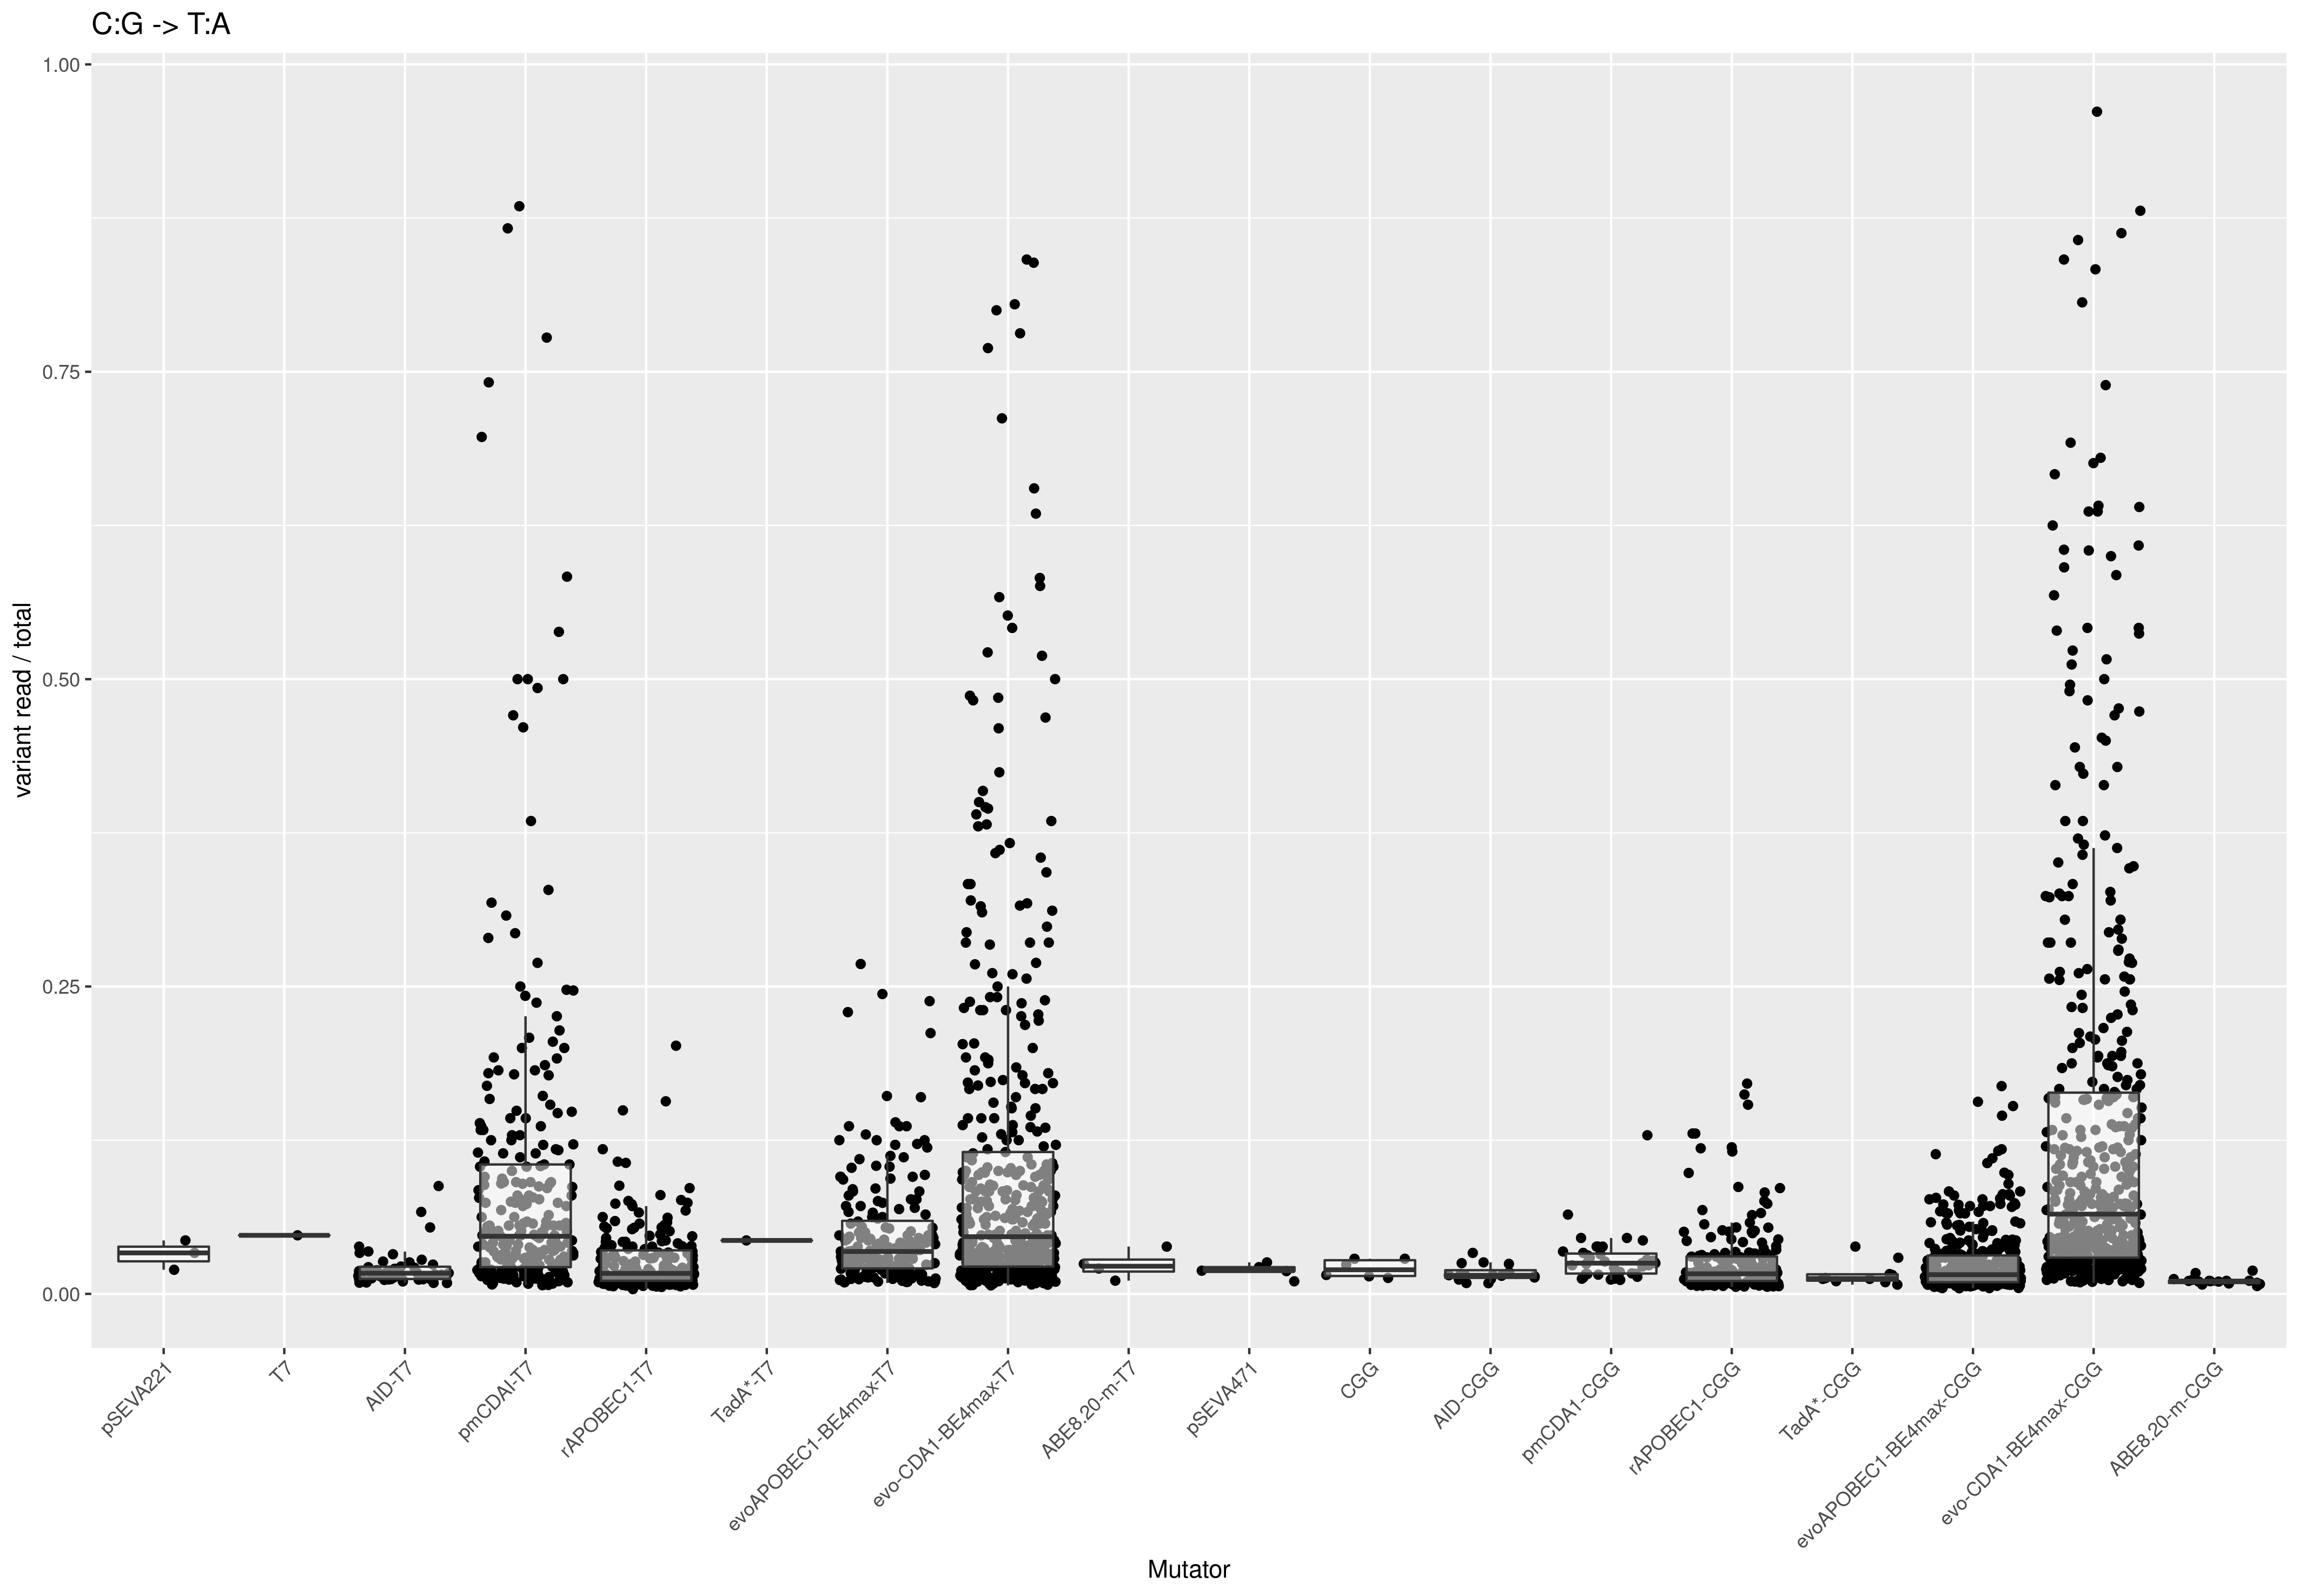 C:G -> T:A
1.00
0.75
0.50
0.25
0.00
variant read / total
pSEVA221
T7
AID-T7
pmCDAI-T7
rAPOBEC1-T7
TadA*-T7
evoAPOBEC1-BE4max-T7
evo-CDA1-BE4max-T7
ABE8.20-m-T7
pSEVA471
CGG
AID-CGG
pmCDA1-CGG
rAPOBEC1-CGG
TadA*-CGG
evoAPOBEC1-BE4max-CGG
evo-CDA1-BE4max-CGG
ABE8.20-m-CGG
Mutator